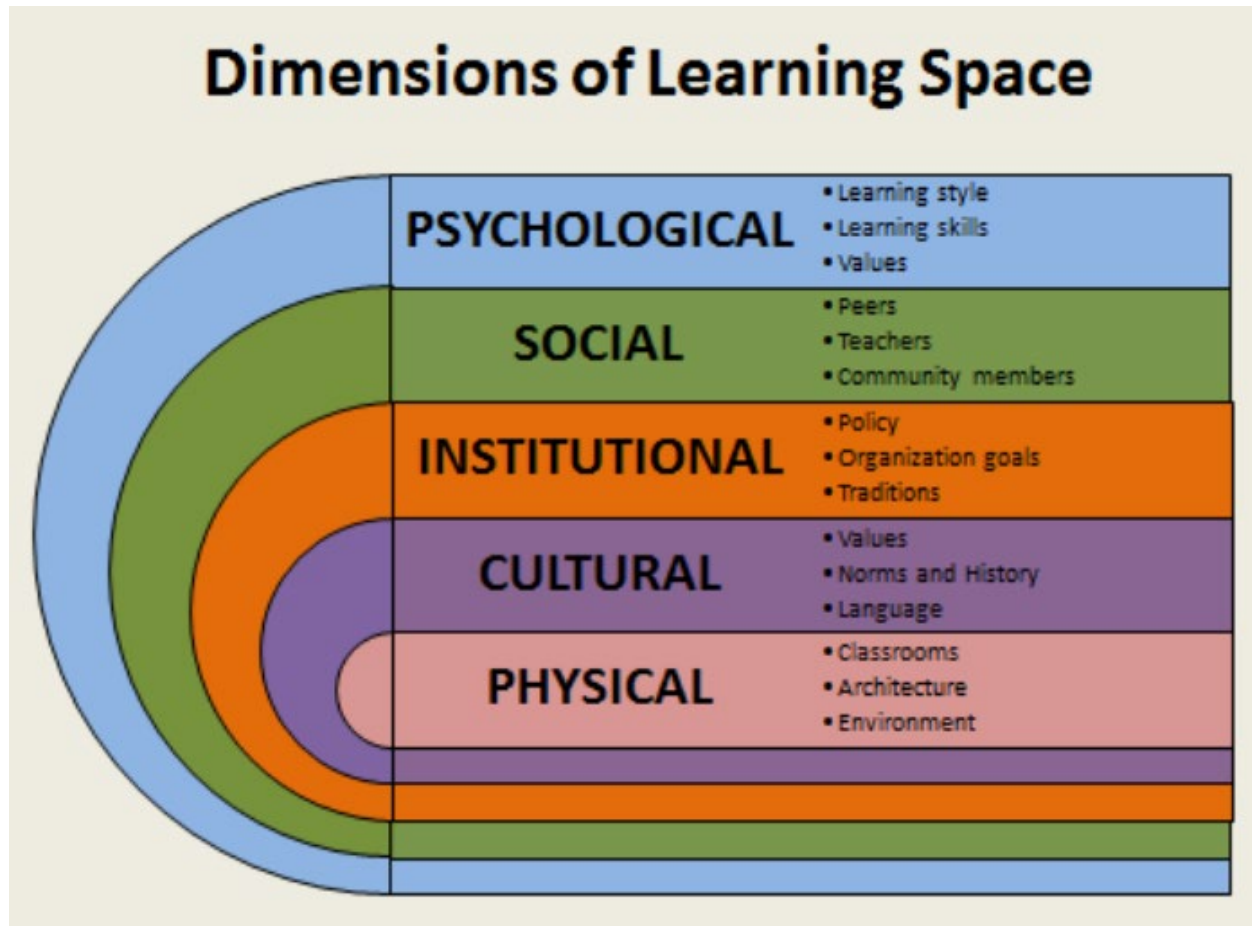 Dimensions of Learning Space
PSYCHOLOGICAL
• Learning style
• Learning skills
• Values
SOCIAL
• Peers
• Teachers
• Community members
INSTITUTIONAL
• Policy
• Organization goals
• Traditions
CULTURAL
• Values
• Norms and History
• Language
PHYSICAL
• Classrooms
• Architecture
• Environment